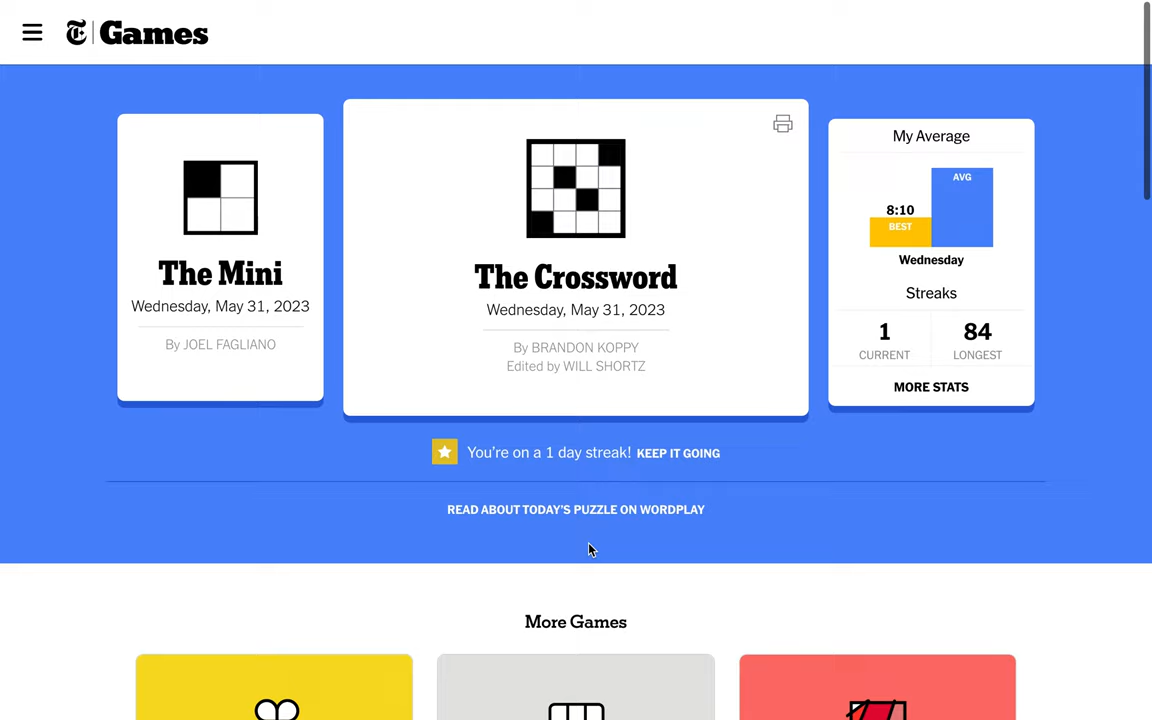 T | Games
The Mini
Wednesday, May 31, 2023
By JOEL FAGLIANO
The Crossword
Wednesday, May 31, 2023
By BRANDON KOPPY
Edited by WILL SHORTZ
My Average
AVG
8:10
BEST
Wednesday
Streaks
1
84
CURRENT
LONGEST
MORE STATS
You're on a 1 day streak! KEEP IT GOING
READ ABOUT TODAY'S PUZZLE ON WORDPLAY
More Games